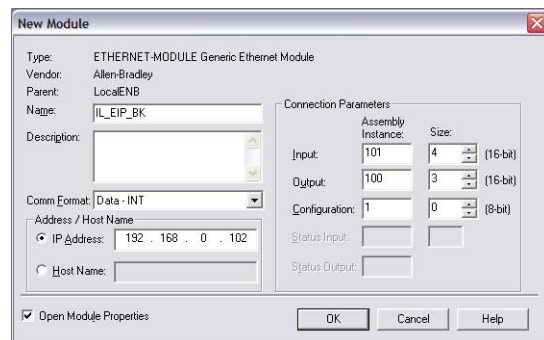 New Module
Type: ETHERNET-MODULE Generic Ethernet Module
Vendor: Allen-Bradley
Parent: LocalENB
Name: IL_EIP_BK
Description:
Comm Format: Data - INT
Address / Host Name
IP Address: 192 . 168 . 0 . 102
Host Name:
Connection Parameters
Assembly Instance: Size:
Input: 101 4 (16-bit)
Output: 100 3 (16-bit)
Configuration: 1 0 (8-bit)
Status Input:
Status Output:
Open Module Properties
OK Cancel Help